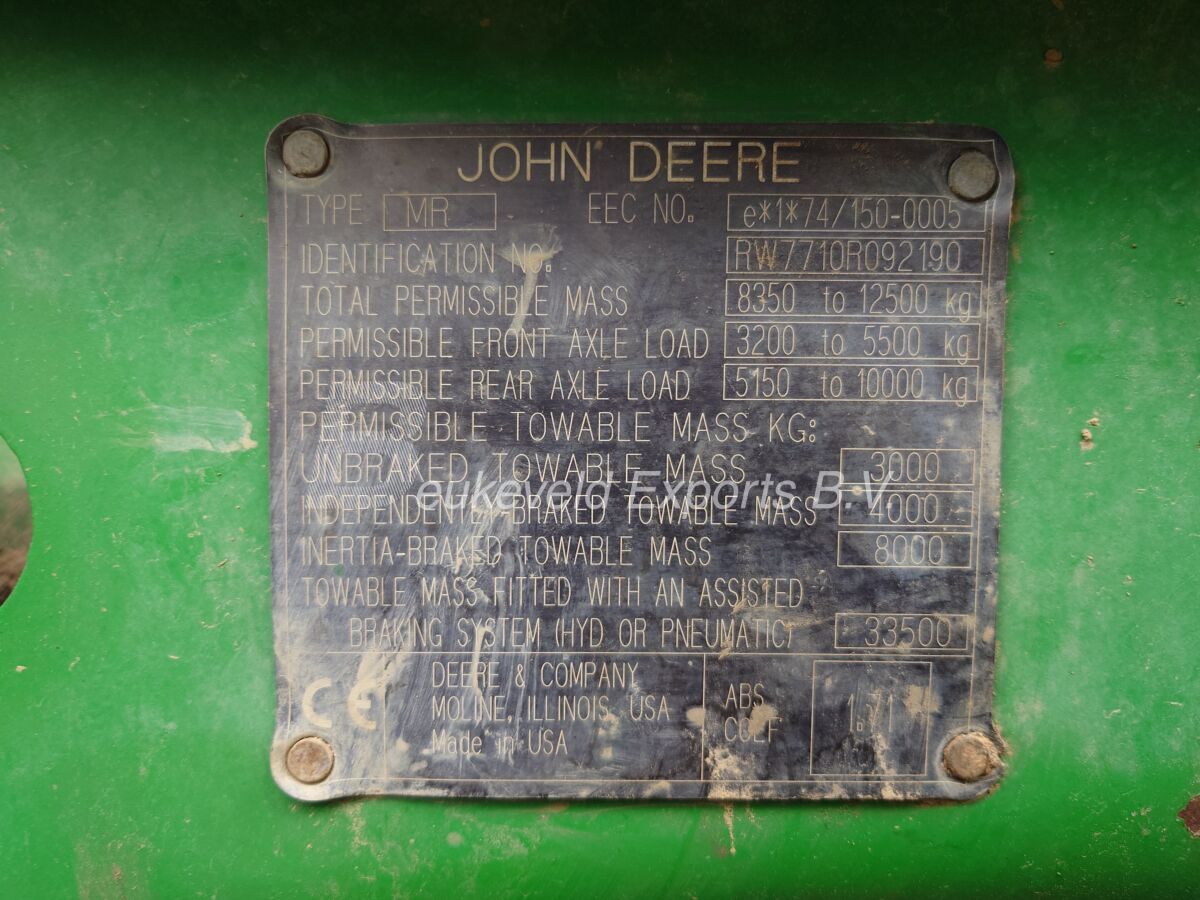 JOHN DEERE
TYPE MR EEC NO. e*1*74/150-0005
IDENTIFICATION NO. RW7710R092190
TOTAL PERMISSIBLE MASS 8350 to 12500 kg
PERMISSIBLE FRONT AXLE LOAD 3200 to 5500 kg
PERMISSIBLE REAR AXLE LOAD 5150 to 10000 kg
PERMISSIBLE TOWABLE MASS KG:
UNBRAKED TOWABLE MASS 3000
eukeveld Exports B.V.
INDEPENDENTLY-BRAKED TOWABLE MASS 4000
INERTIA-BRAKED TOWABLE MASS 8000
TOWABLE MASS FITTED WITH AN ASSISTED
BRAKING SYSTEM (HYD OR PNEUMATIC) 33500
CE
DEERE & COMPANY
MOLINE, ILLINOIS, USA
Made in USA
ABS
COEF